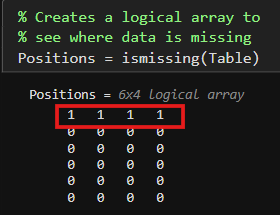 % Creates a logical array to
% see where data is missing
Positions = ismissing(Table)
Positions = 6x4 logical array
1 1 1 1
0 0 0 0
0 0 0 0
0 0 0 0
0 0 0 0
0 0 0 0